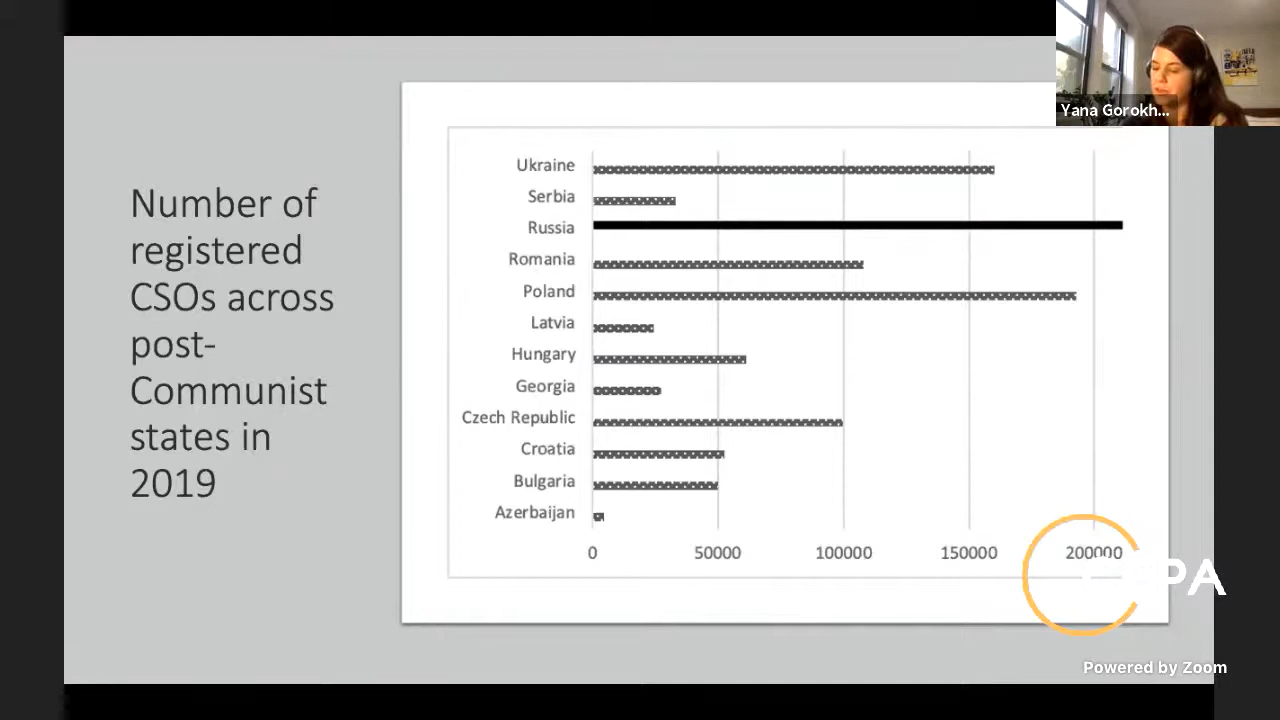 Yana Gorokh...
Number of
registered
CSOs across
post-
Communist
states in
2019
Ukraine
Serbia
Russia
Romania
Poland
Latvia
Hungary
Georgia
Czech Republic
Croatia
Bulgaria
Azerbaijan
0 50000 100000 150000 200000
PA
Powered by Zoom